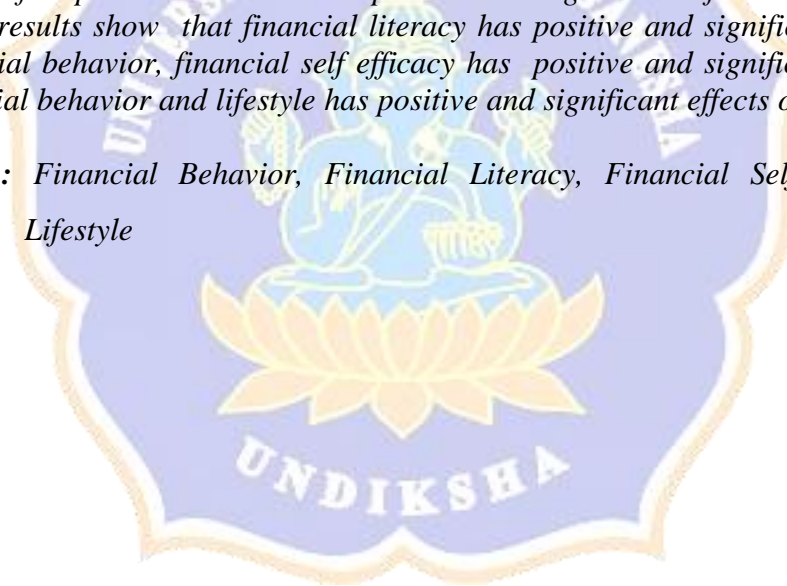 results show that financial literacy has positive and signific
ial behavior, financial self efficacy has positive and signific
ial behavior and lifestyle has positive and significant effects o
: Financial Behavior, Financial Literacy, Financial Sel
Lifestyle
UNDIKSHA